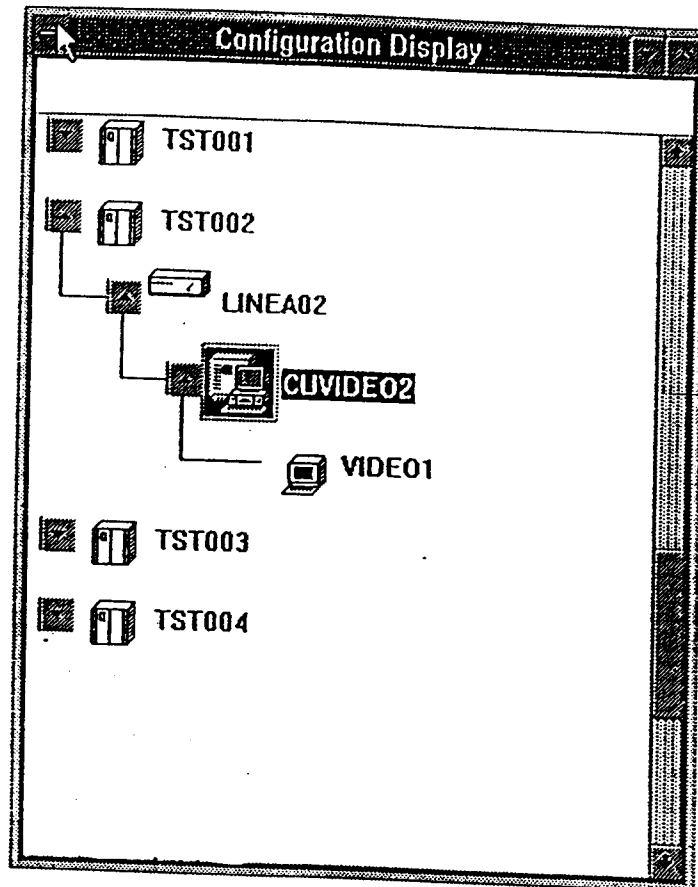 Configuration Display
TST001
TST002
LINEA02
CUVIDEO2
VIDEO1
TST003
TST004